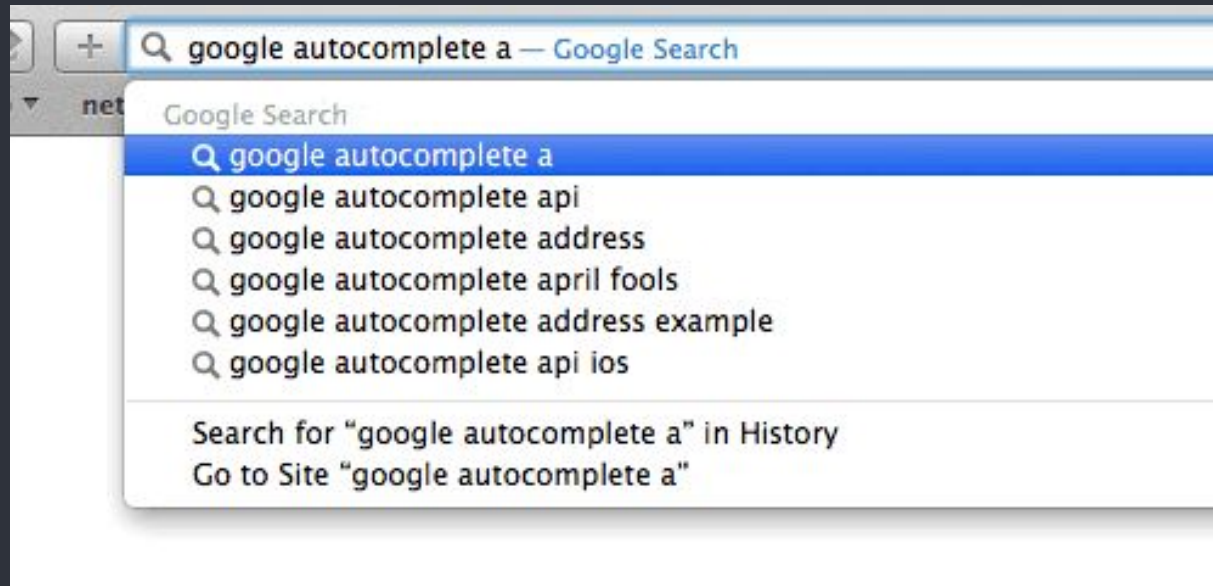 google autocomplete a — Google Search
net
Google Search
google autocomplete a
google autocomplete api
google autocomplete address
google autocomplete april fools
google autocomplete address example
google autocomplete api ios
Search for “google autocomplete a” in History
Go to Site “google autocomplete a”